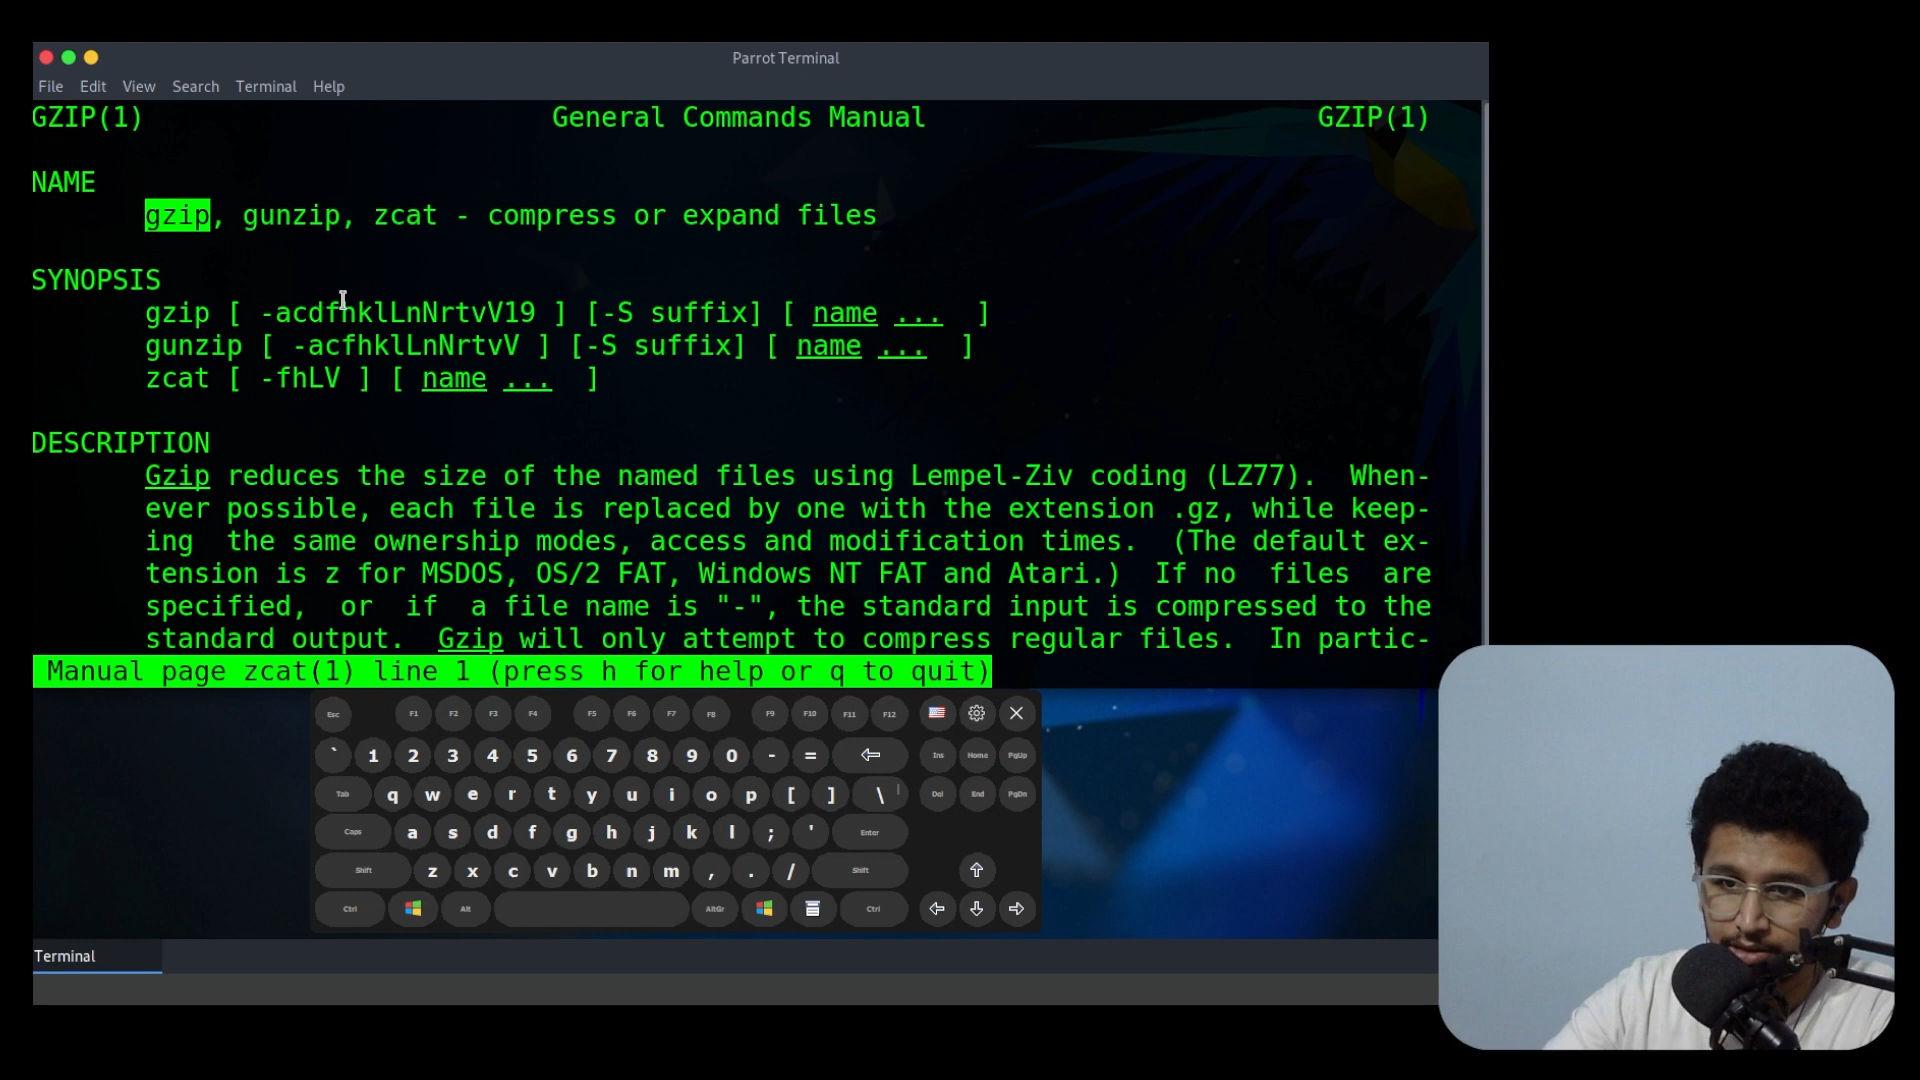 Parrot Terminal
File Edit View Search Terminal Help
GZIP(1) General Commands Manual GZIP(1)
NAME
gzip, gunzip, zcat - compress or expand files
SYNOPSIS
gzip [ -acdfhklLnNrtvV19 ] [-S suffix] [ name ... ]
gunzip [ -acfhklLnNrtvV ] [-S suffix] [ name ... ]
zcat [ -fhLV ] [ name ... ]
DESCRIPTION
Gzip reduces the size of the named files using Lempel-Ziv coding (LZ77). When-
ever possible, each file is replaced by one with the extension .gz, while keep-
ing the same ownership modes, access and modification times. (The default ex-
tension is z for MSDOS, OS/2 FAT, Windows NT FAT and Atari.) If no files are
specified, or if a file name is "-", the standard input is compressed to the
standard output. Gzip will only attempt to compress regular files. In partic-
Manual page zcat(1) line 1 (press h for help or q to quit)
Esc F1 F2 F3 F4 F5 F6 F7 F8 F9 F10 F11 F12
` 1 2 3 4 5 6 7 8 9 0 - = Ins Home PgUp
Tab q w e r t y u i o p [ ] \ | Del End PgDn
Caps a s d f g h j k l ; ' Enter
Shift z x c v b n m , . / Shift
Ctrl Alt AltGr Ctrl
Terminal